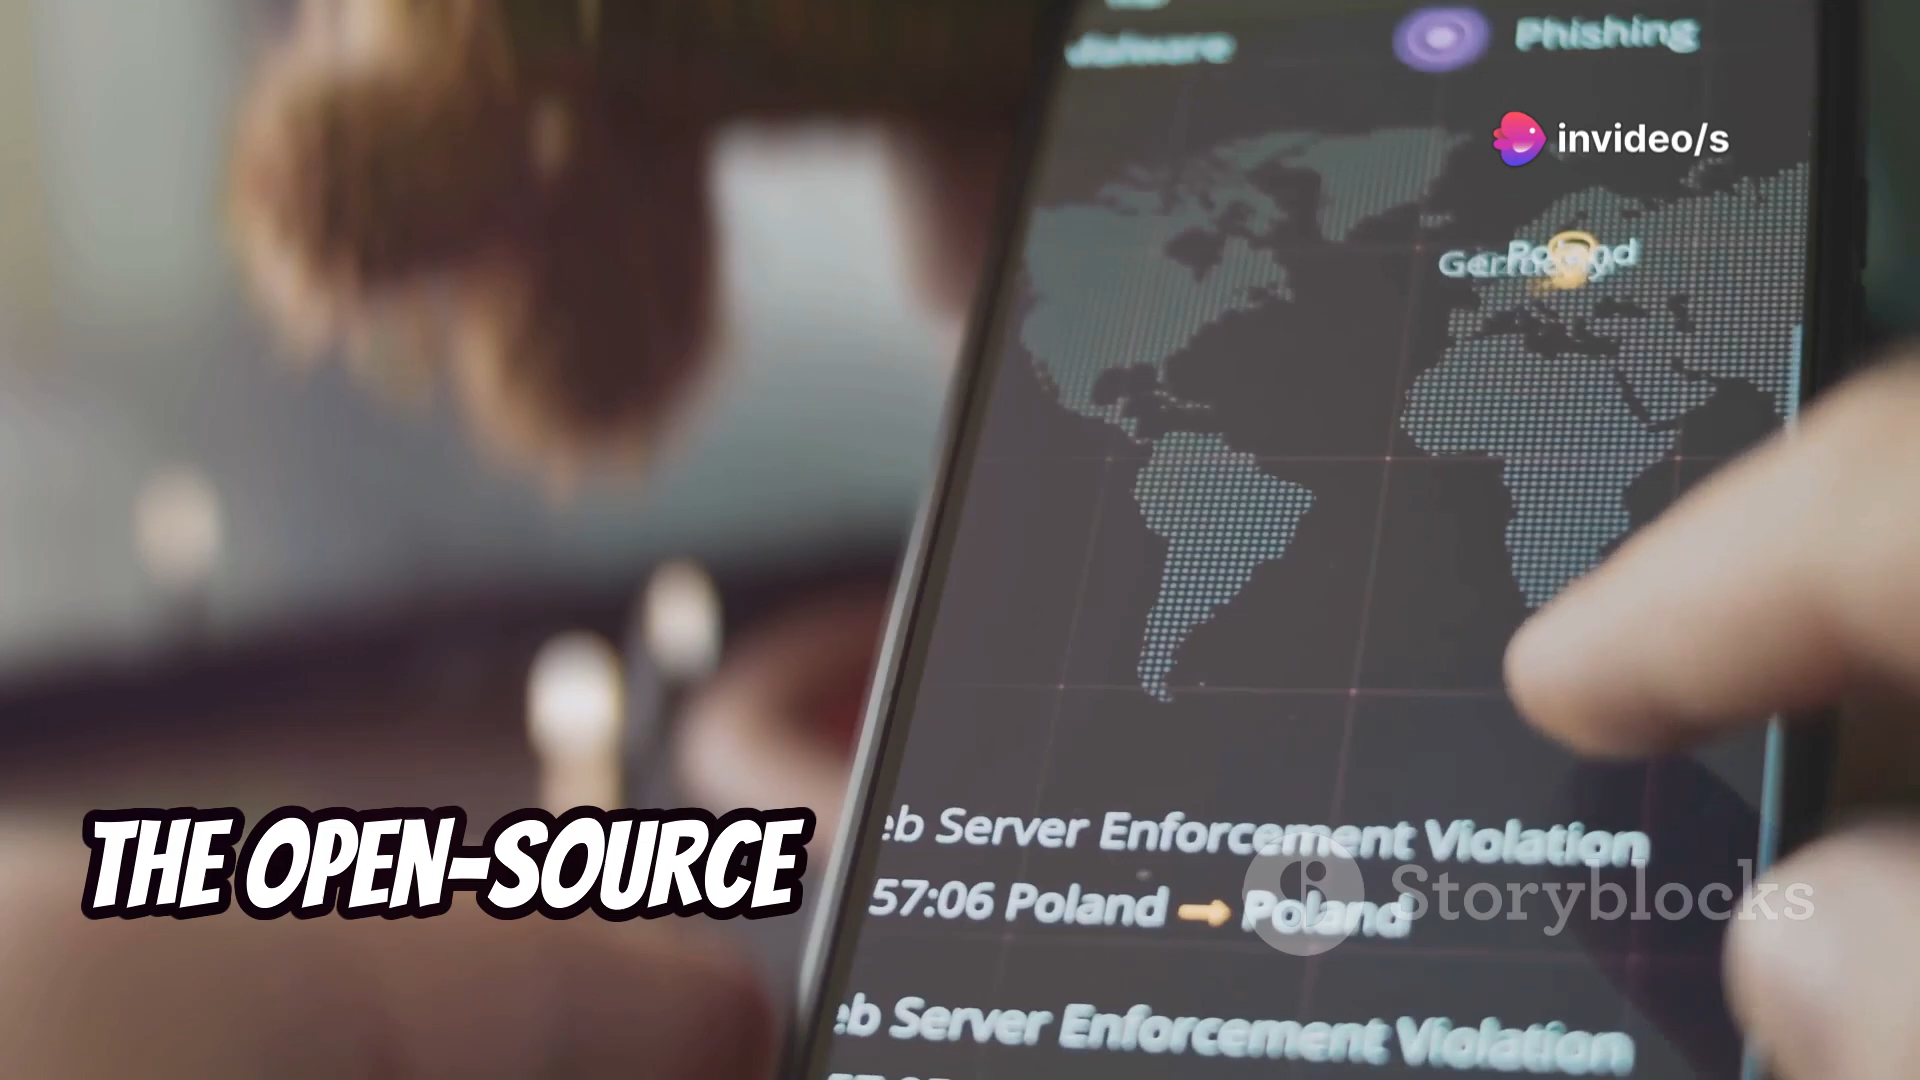 Phishing
Malware
invideo/s
Poland
Germany
eb Server Enforcement Violation
57:06 Poland → Poland
Storyblocks
THE OPEN-SOURCE
eb Server Enforcement Violation